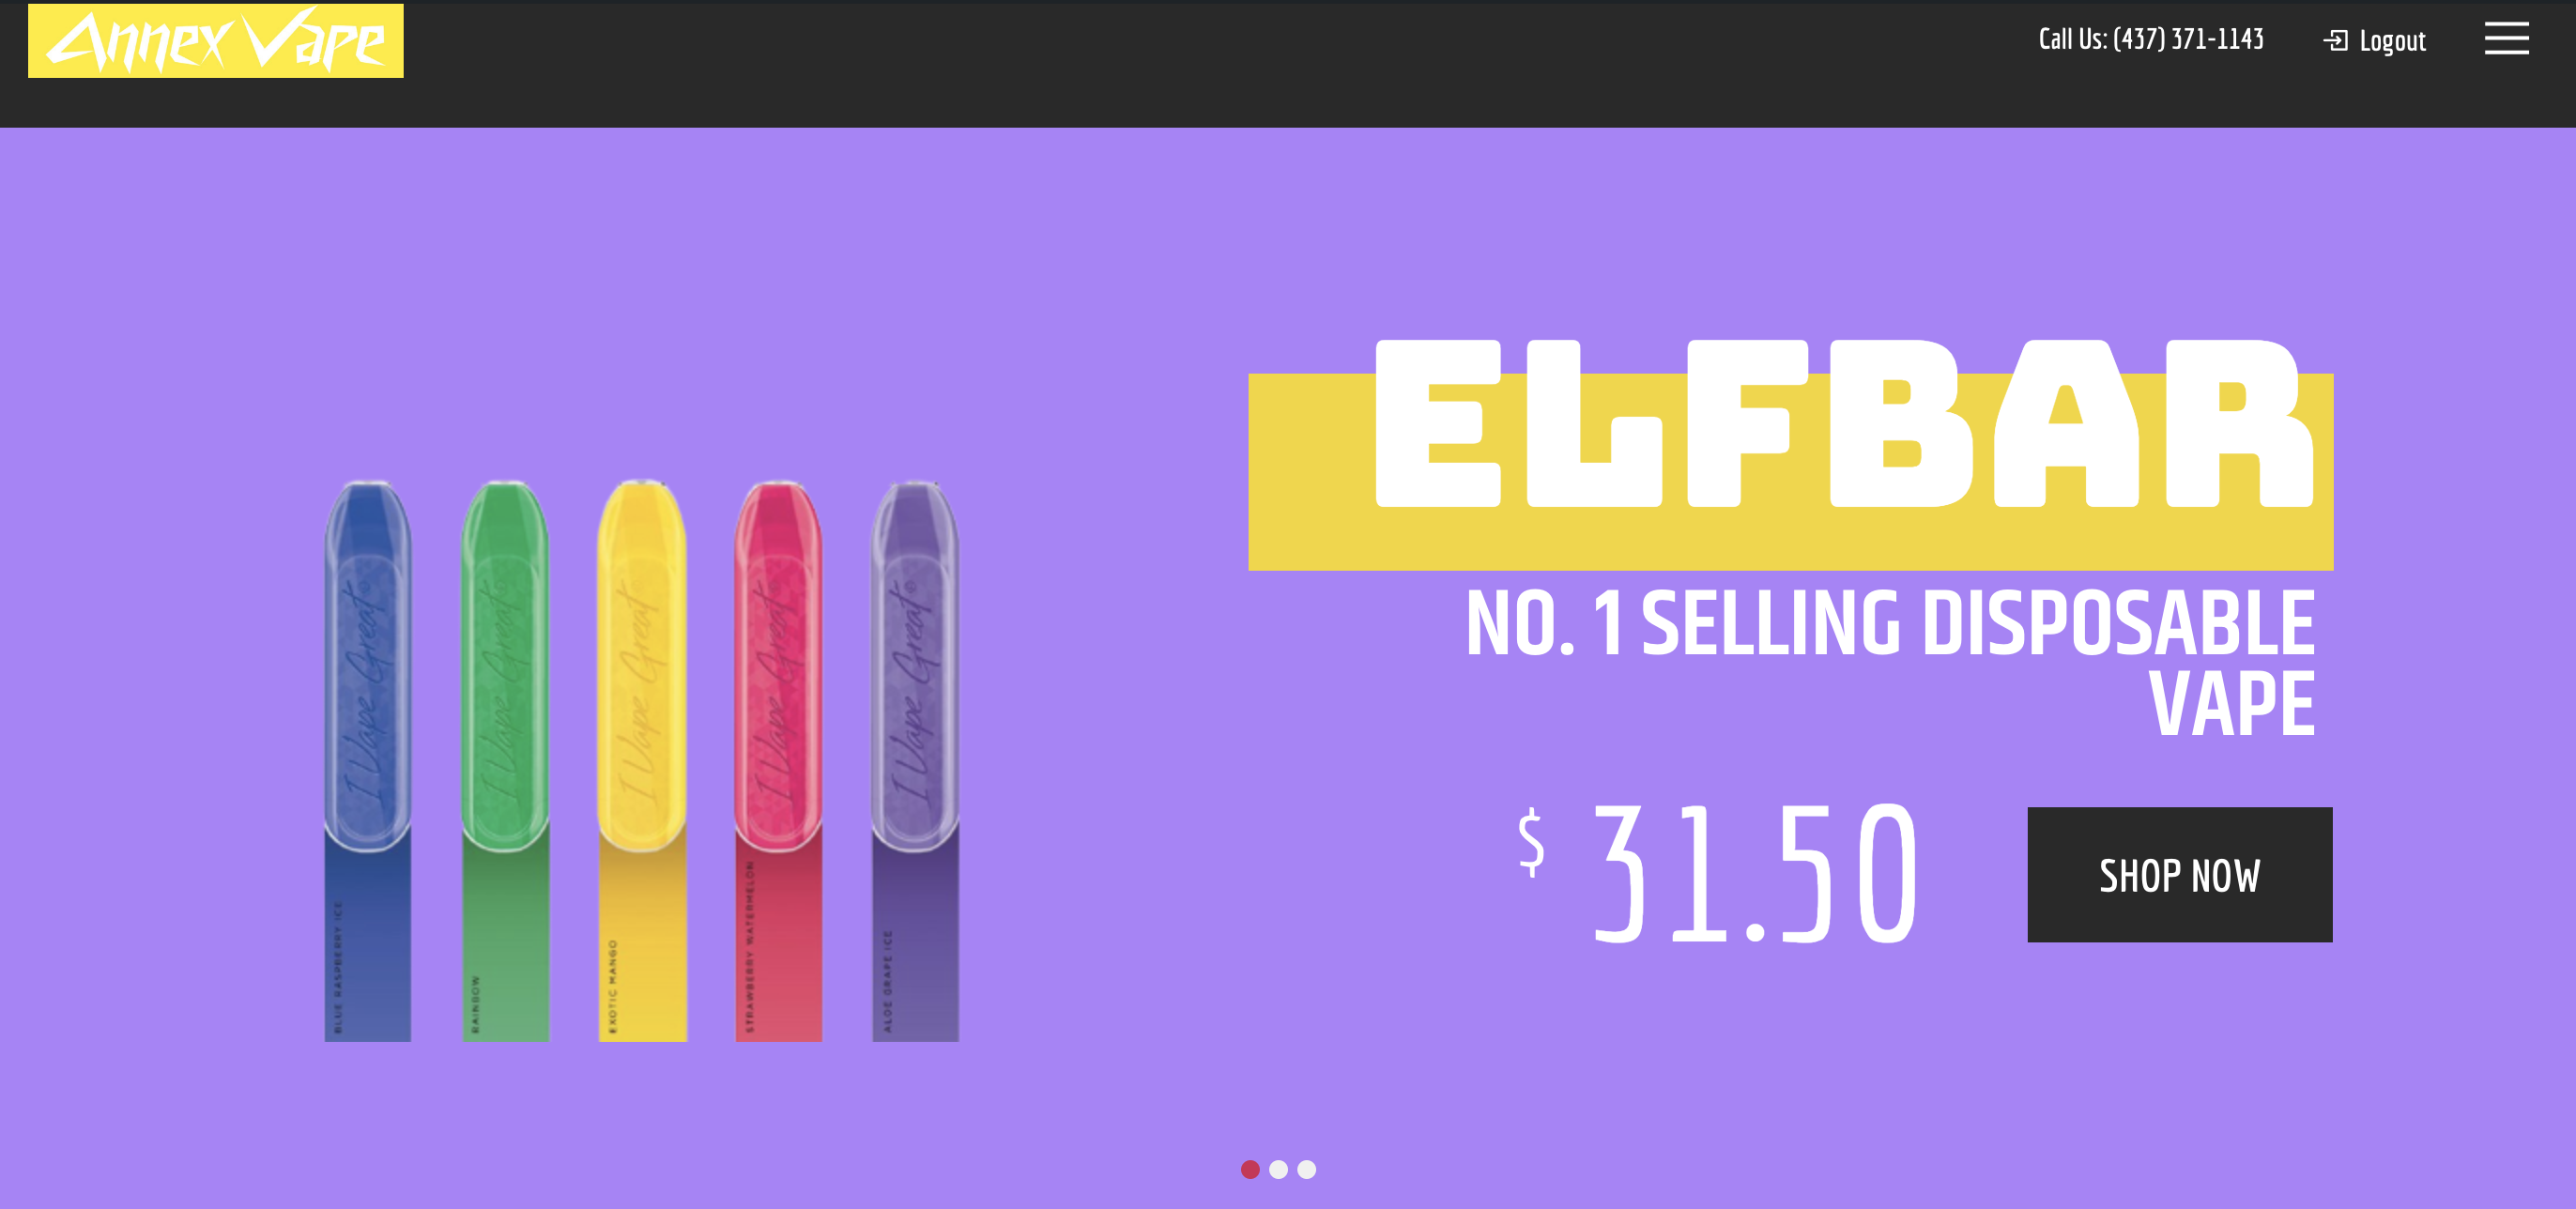 Annex Vape
Call Us: (437) 371-1143
Logout
ELFBAR
NO. 1 SELLING DISPOSABLE
VAPE
$ 31.50
SHOP NOW
I Vape Great
I Vape Great
I Vape Great
I Vape Great
I Vape Great
BLUE RASPBERRY ICE
RAINBOW
EXOTIC MANGO
STRAWBERRY WATERMELON
ALOE GRAPE ICE